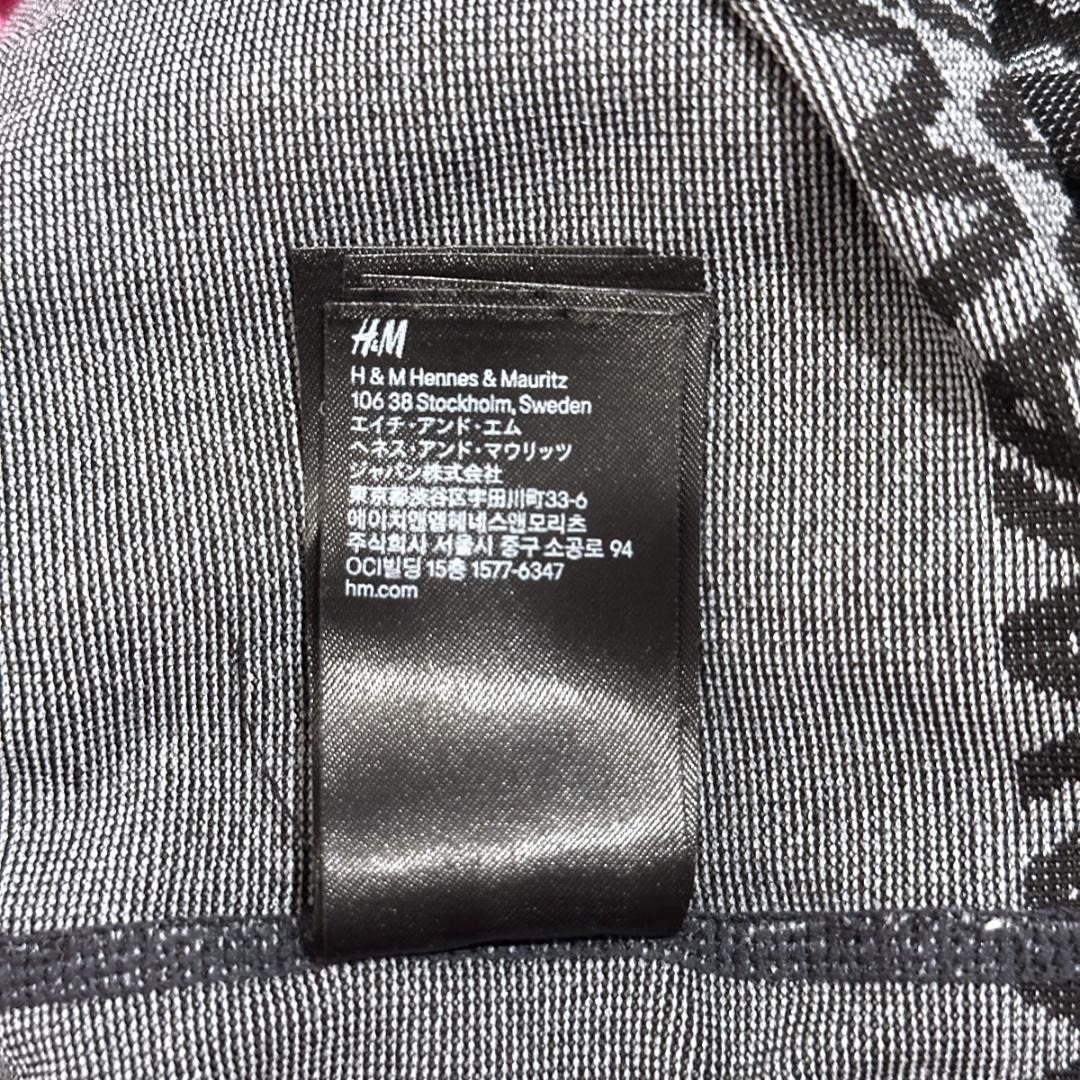 H&M
H & M Hennes & Mauritz
106 38 Stockholm, Sweden
エイチ・アンド・エム
ヘネス・アンド・マウリッツ
ジャパン株式会社
東京都渋谷区宇田川町33-6
에이치앤엠헤네스앤모리츠
주식회사 서울시 중구 소공로 94
OCI빌딩 15층 1577-6347
hm.com